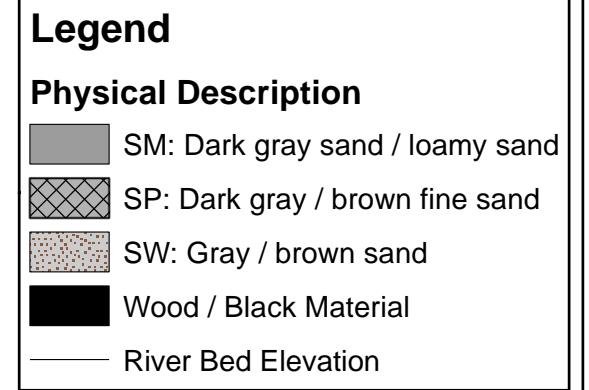 Legend
Physical Description
SM: Dark gray sand / loamy sand
SP: Dark gray / brown fine sand
SW: Gray / brown sand
Wood / Black Material
River Bed Elevation